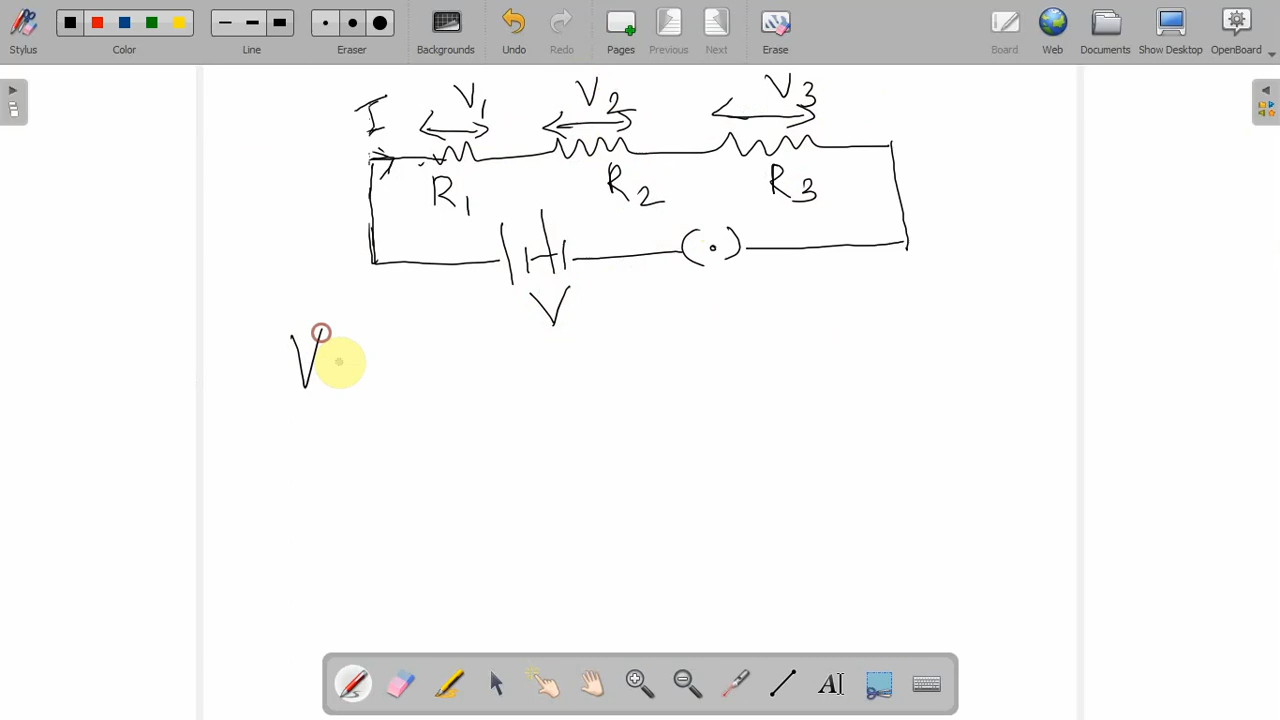 Stylus Color Line Eraser Backgrounds Undo Redo Pages Previous Next Erase Board Web Documents Show Desktop OpenBoard
I V1 V2 V3
R1 R2 R3
V
V
AI